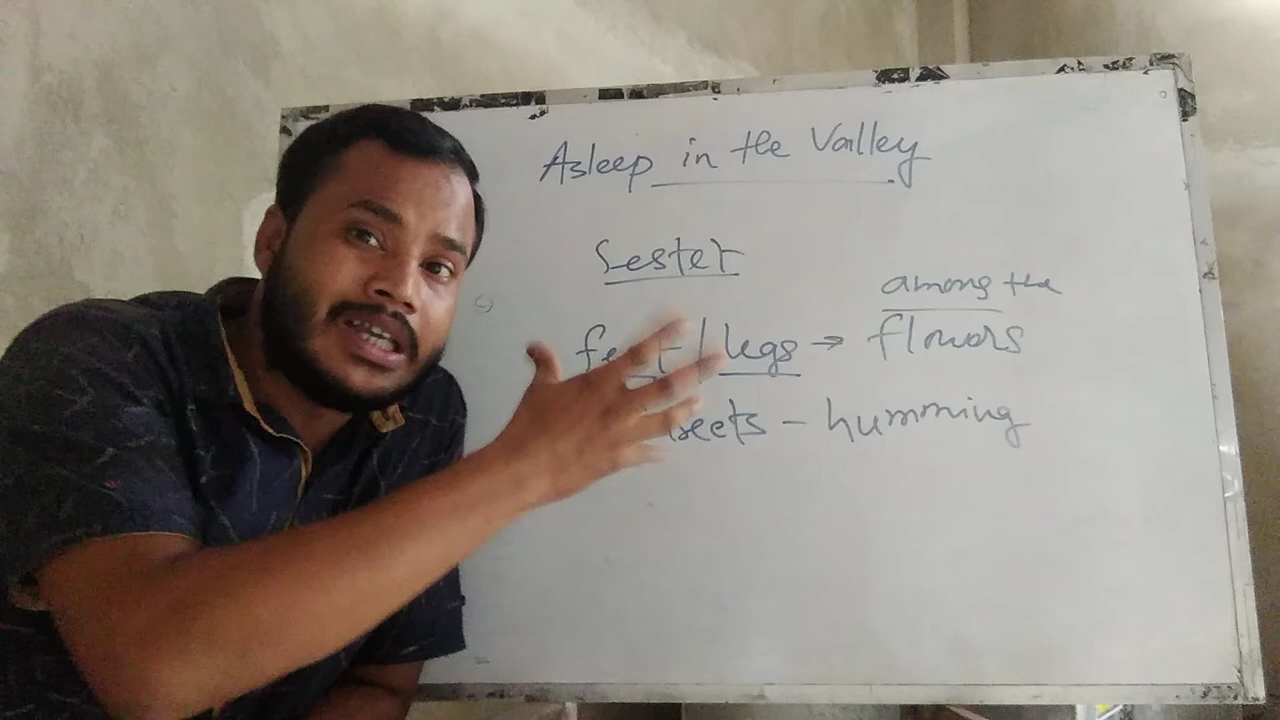 Asleep in the Valley
Sestet
among the
legs → flowers
- humming